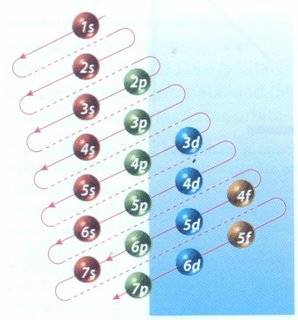 1s
2s 2p
3s 3p 3d
4s 4p 4d 4f
5s 5p 5d 5f
6s 6p 6d
7s 7p